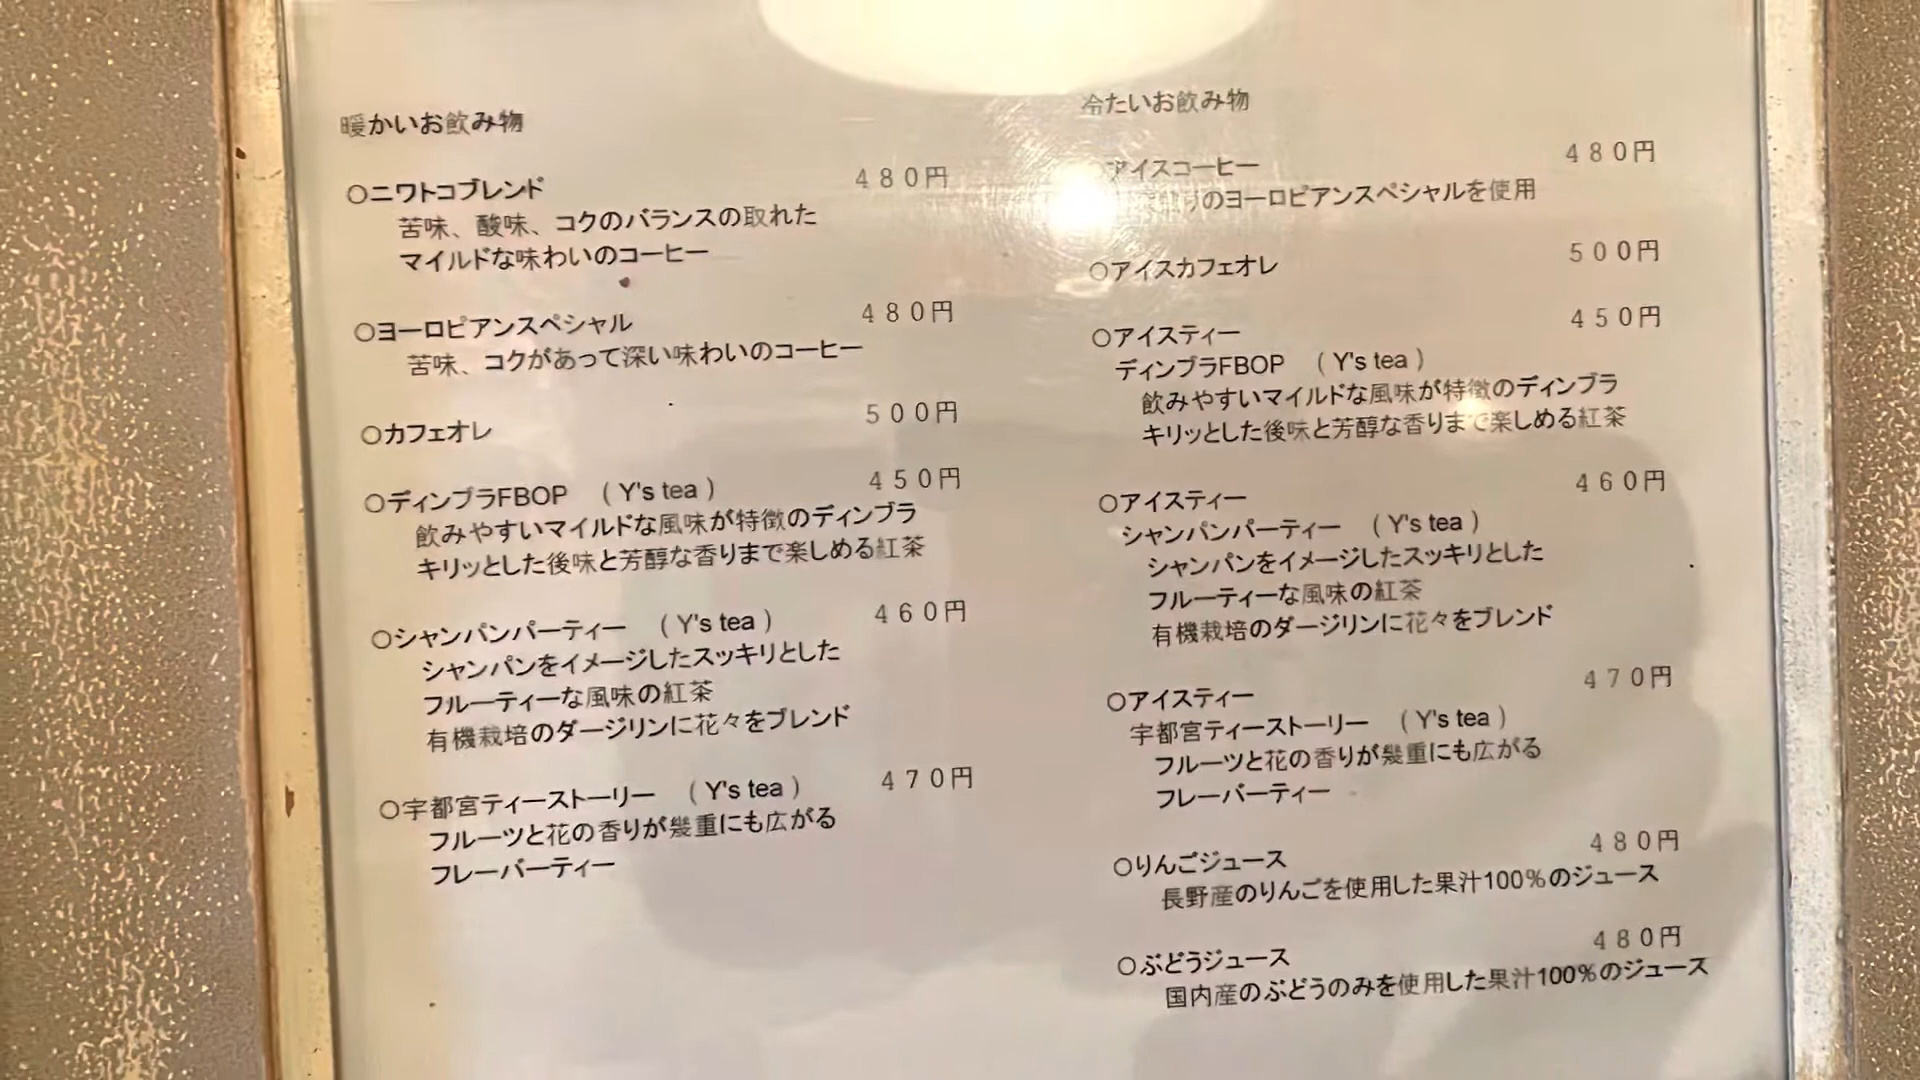 暖かいお飲み物
○ニワトコブレンド 480円
苦味、酸味、コクのバランスの取れた
マイルドな味わいのコーヒー
○ヨーロピアンスペシャル 480円
苦味、コクがあって深い味わいのコーヒー
○カフェオレ 500円
○ディンブラFBOP （Y's tea） 450円
飲みやすいマイルドな風味が特徴のディンブラ
キリッとした後味と芳醇な香りまで楽しめる紅茶
○シャンパンパーティー （Y's tea） 460円
シャンパンをイメージしたスッキリとした
フルーティーな風味の紅茶
有機栽培のダージリンに花々をブレンド
○宇都宮ティーストーリー （Y's tea） 470円
フルーツと花の香りが幾重にも広がる
フレーバーティー
冷たいお飲み物
アイスコーヒー 480円
のヨーロピアンスペシャルを使用
○アイスカフェオレ 500円
○アイスティー 450円
ディンブラFBOP （Y's tea）
飲みやすいマイルドな風味が特徴のディンブラ
キリッとした後味と芳醇な香りまで楽しめる紅茶
○アイスティー 460円
シャンパンパーティー （Y's tea）
シャンパンをイメージしたスッキリとした
フルーティーな風味の紅茶
有機栽培のダージリンに花々をブレンド
○アイスティー 470円
宇都宮ティーストーリー （Y's tea）
フルーツと花の香りが幾重にも広がる
フレーバーティー
○りんごジュース 480円
長野産のりんごを使用した果汁100%のジュース
○ぶどうジュース 480円
国内産のぶどうのみを使用した果汁100%のジュース